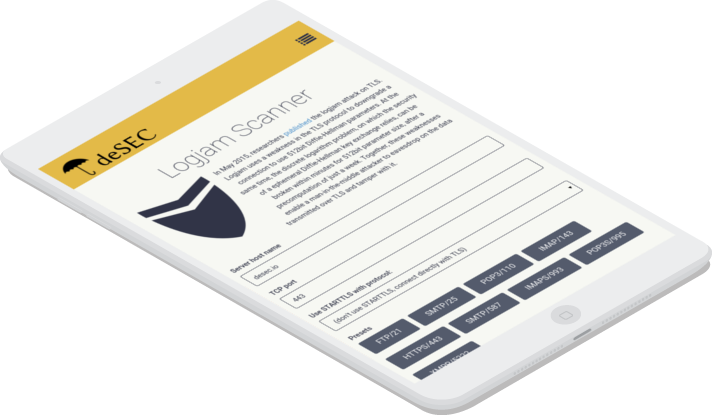 deSEC
Logjam Scanner
In May 2015, researchers published the logjam attack on TLS.
Logjam uses a weakness in the TLS protocol to downgrade a
connection to use 512bit Diffie-Hellman parameters. At the
same time, the discrete logarithm problem, on which the security
of a ephemeral Diffie-Hellman key exchange relies, can be
broken within minutes for 512bit parameter size, after a
precomputation of just a week. Together, these weaknesses
enable a man-in-the-middle attacker to eavesdrop on the data
transmitted over TLS and tamper with it.
Server host name
desec.io
TCP port
443
Use STARTTLS with protocol:
(don't use STARTTLS, connect directly with TLS)
Presets
FTP/21 SMTP/25 POP3/110 IMAP/143
HTTPS/443 SMTP/587 IMAPS/993 POP3S/995